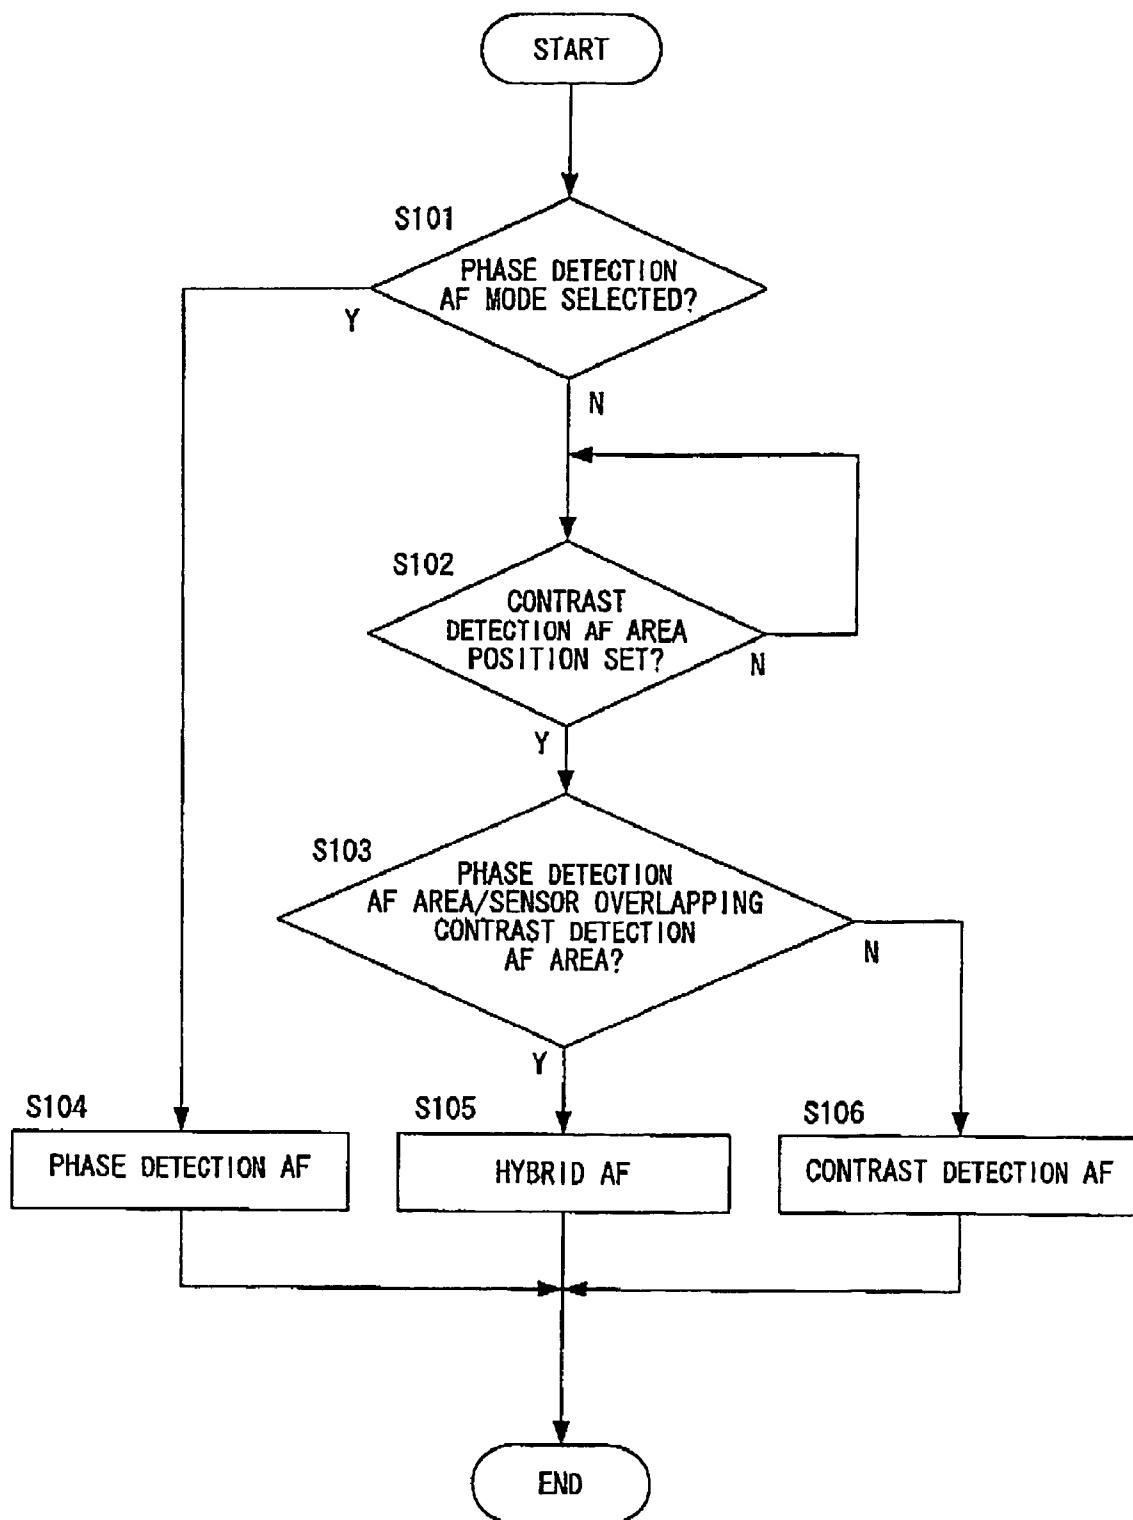 START
S101
PHASE DETECTION
AF MODE SELECTED?
Y
N
S102
CONTRAST
DETECTION AF AREA
POSITION SET?
N
Y
S103
PHASE DETECTION
AF AREA/SENSOR OVERLAPPING
CONTRAST DETECTION
AF AREA?
N
Y
S104
PHASE DETECTION AF
S105
HYBRID AF
S106
CONTRAST DETECTION AF
END